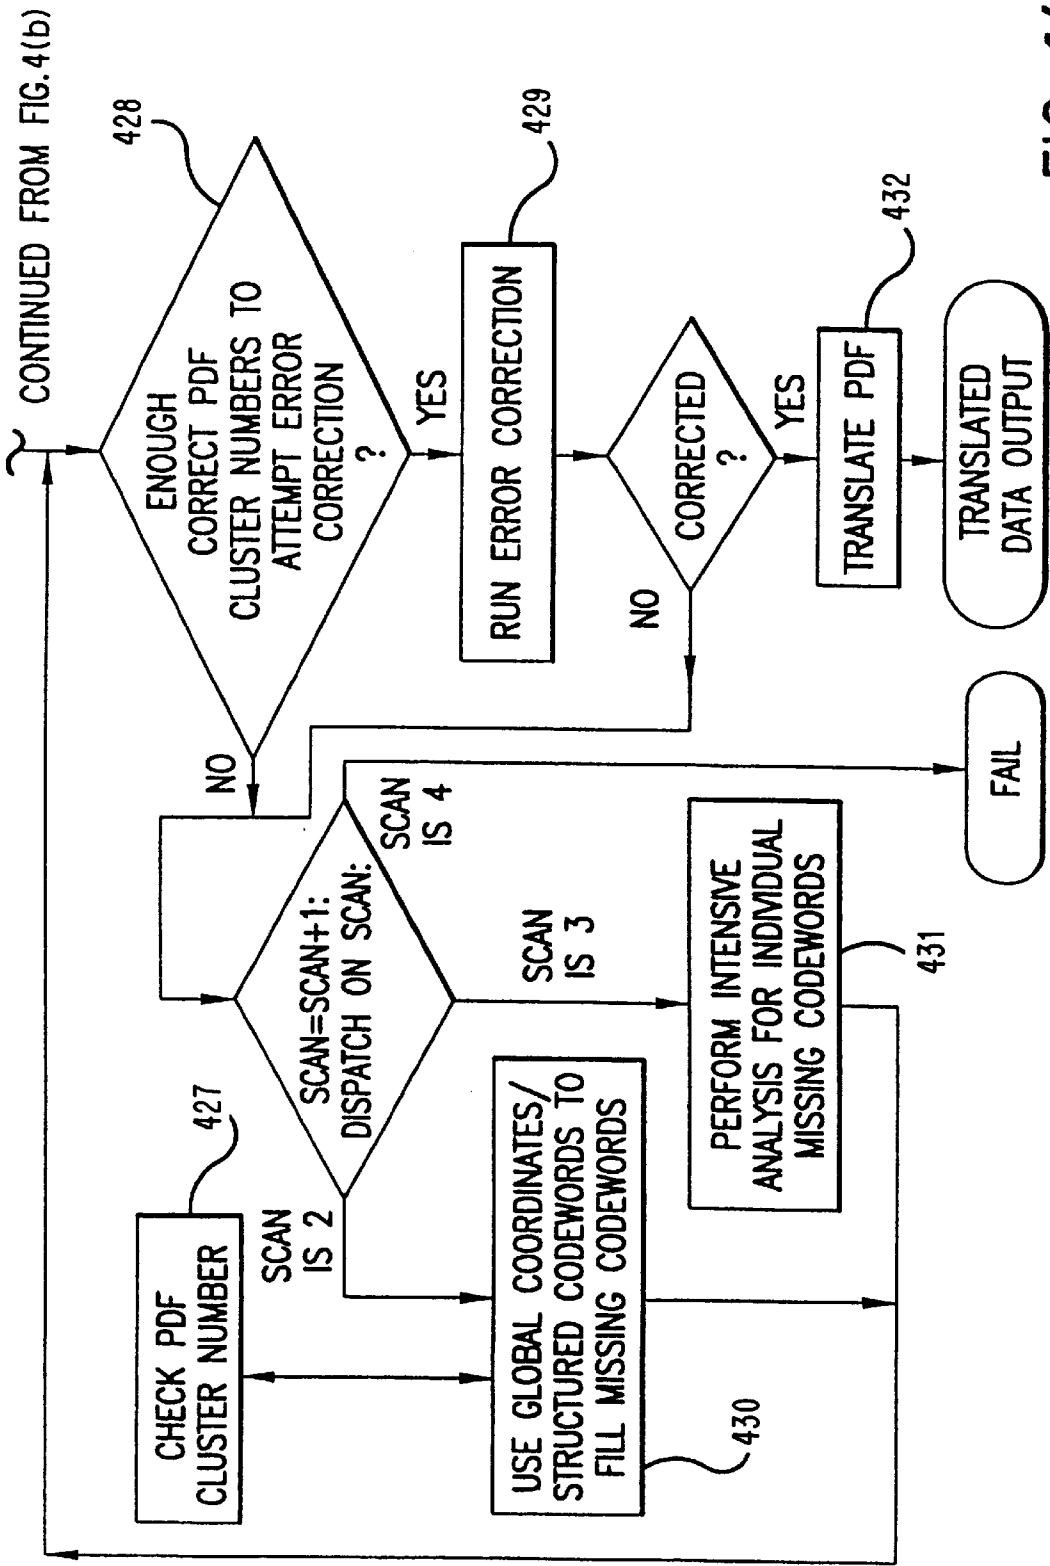 CONTINUED FROM FIG.4(b)
428
ENOUGH
CORRECT PDF
CLUSTER NUMBERS TO
ATTEMPT ERROR
CORRECTION
?
NO
YES
429
RUN ERROR CORRECTION
CORRECTED
?
NO
YES
432
TRANSLATE PDF
TRANSLATED
DATA OUTPUT
SCAN=SCAN+1:
DISPATCH ON SCAN:
SCAN
IS 4
FAIL
SCAN
IS 3
PERFORM INTENSIVE
ANALYSIS FOR INDIVIDUAL
MISSING CODEWORDS
431
SCAN
IS 2
427
CHECK PDF
CLUSTER NUMBER
USE GLOBAL COORDINATES/
STRUCTURED CODEWORDS TO
FILL MISSING CODEWORDS
430